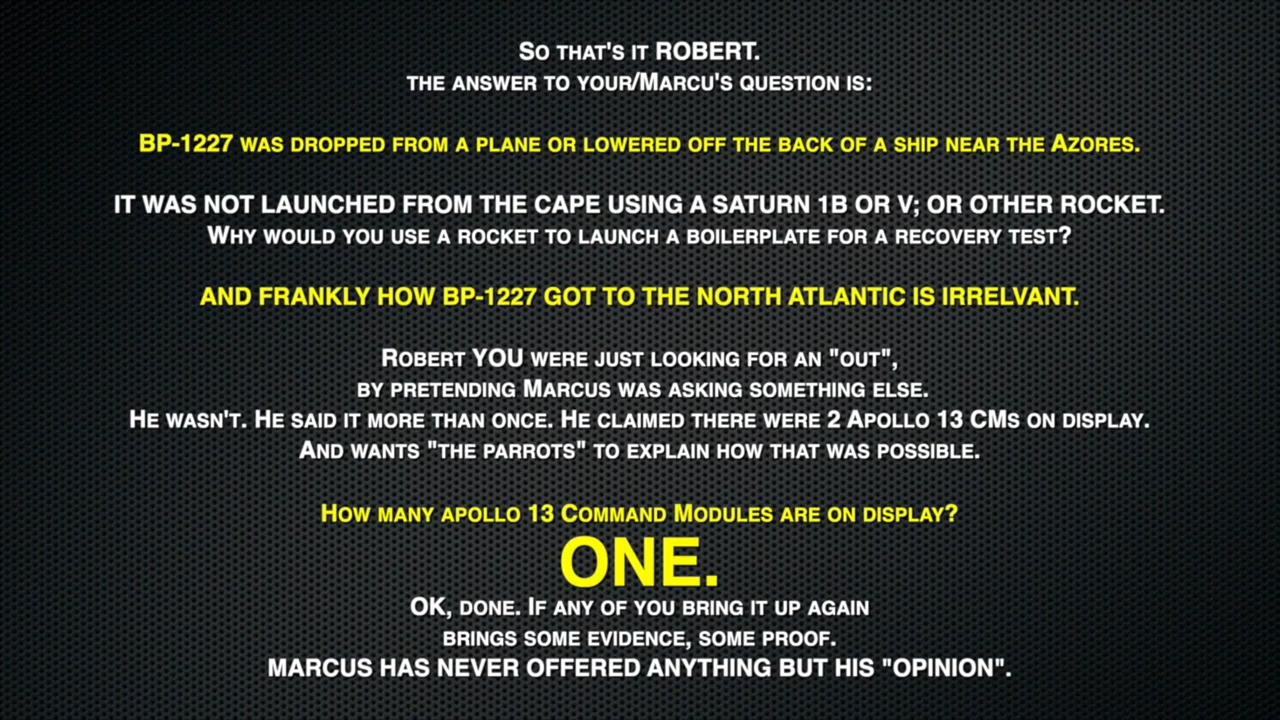 So that's it ROBERT.
the answer to your/Marcu's question is:
BP-1227 was dropped from a plane or lowered off the back of a ship near the Azores.
IT WAS NOT LAUNCHED FROM THE CAPE USING A SATURN 1B OR V; OR OTHER ROCKET.
Why would you use a rocket to launch a boilerplate for a recovery test?
AND FRANKLY HOW BP-1227 GOT TO THE NORTH ATLANTIC IS IRRELVANT.
Robert YOU were just looking for an "out",
by pretending Marcus was asking something else.
He wasn't. He said it more than once. He claimed there were 2 Apollo 13 CMs on display.
And wants "the parrots" to explain how that was possible.
How many apollo 13 Command Modules are on display?
ONE.
OK, done. If any of you bring it up again
brings some evidence, some proof.
MARCUS HAS NEVER OFFERED ANYTHING BUT HIS "OPINION".